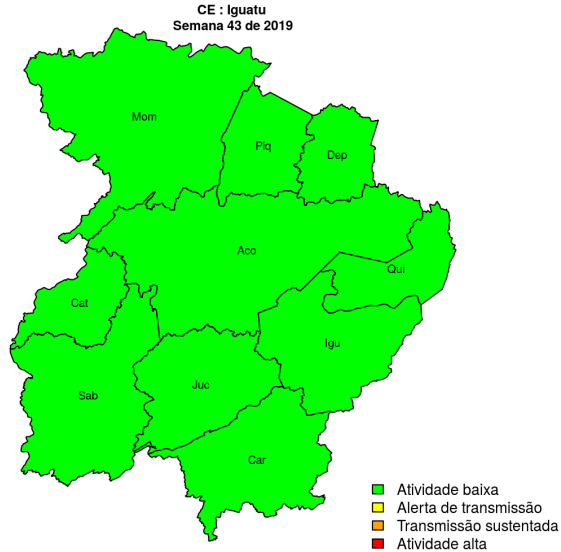 CE : Iguatu
Semana 43 de 2019
Mom
Piq
Dep
Aco
Qui
Cat
Igu
Juc
Sab
Car
Atividade baixa
Alerta de transmissão
Transmissão sustentada
Atividade alta